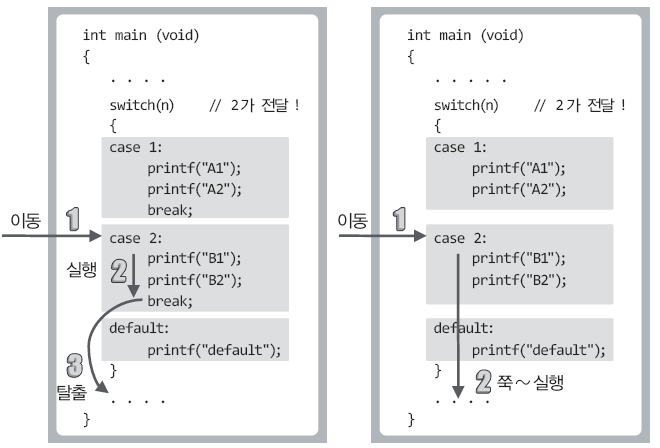 int main (void)
{
. . . .
switch(n) // 2가 전달 !
{
case 1:
printf("A1");
printf("A2");
break;
이동 1
case 2:
printf("B1");
실행 2
printf("B2");
break;
default:
printf("default");
3
}
탈출
. . . .
}
int main (void)
{
. . . . .
switch(n) // 2가 전달 !
{
case 1:
printf("A1");
printf("A2");
이동 1
case 2:
printf("B1");
printf("B2");
default:
printf("default");
}
2 쭉~실행
. . . .
}